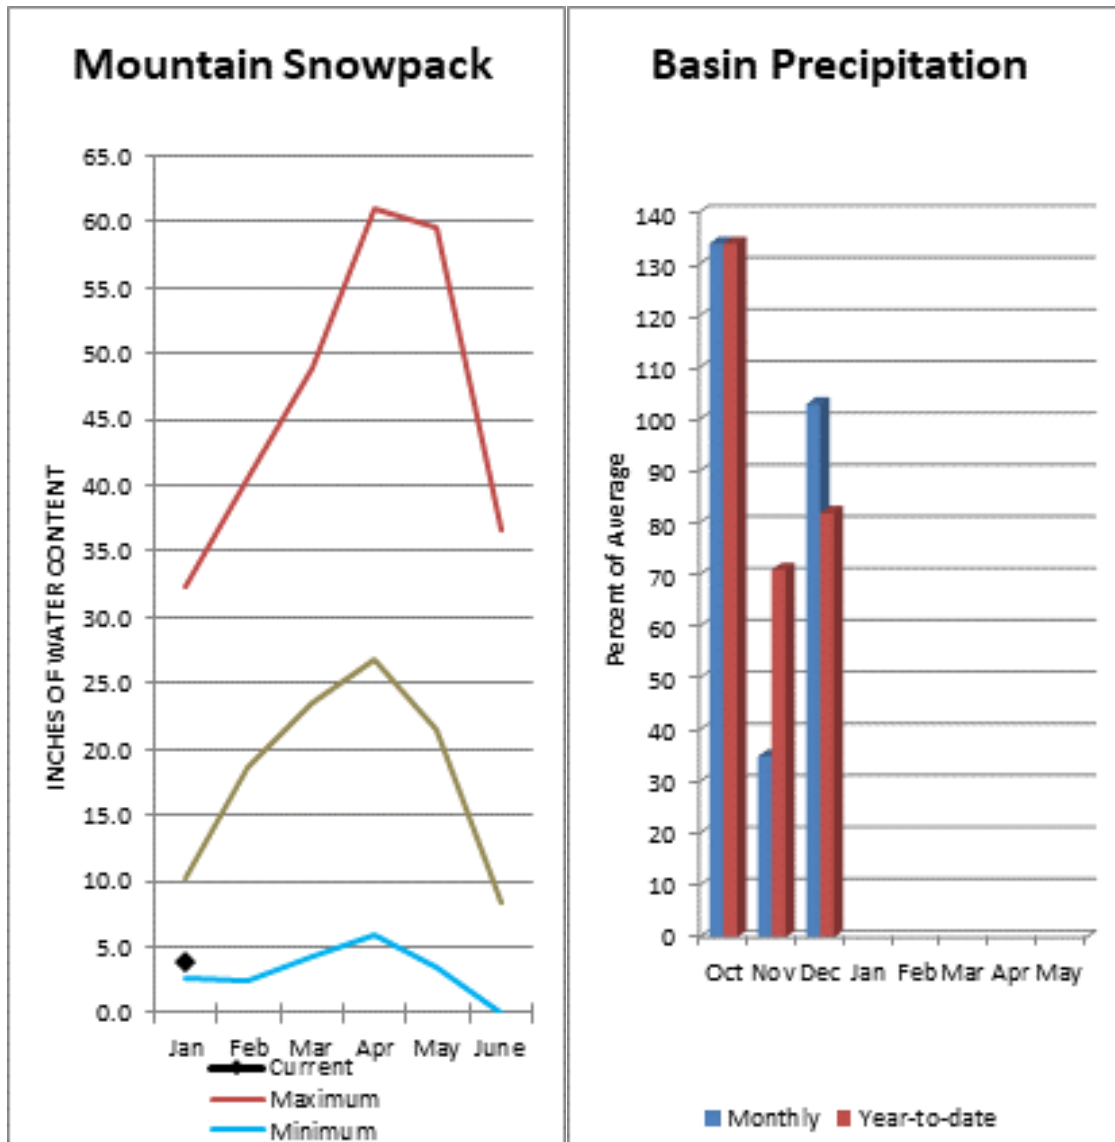 Mountain Snowpack
65.0
60.0
55.0
50.0
45.0
40.0
35.0
30.0
25.0
20.0
15.0
10.0
5.0
0.0
INCHES OF WATER CONTENT
Jan Feb Mar Apr May June
Current
Maximum
Minimum
Basin Precipitation
140
130
120
110
100
90
80
70
60
50
40
30
20
10
0
Percent of Average
Oct Nov Dec Jan Feb Mar Apr May
Monthly Year-to-date